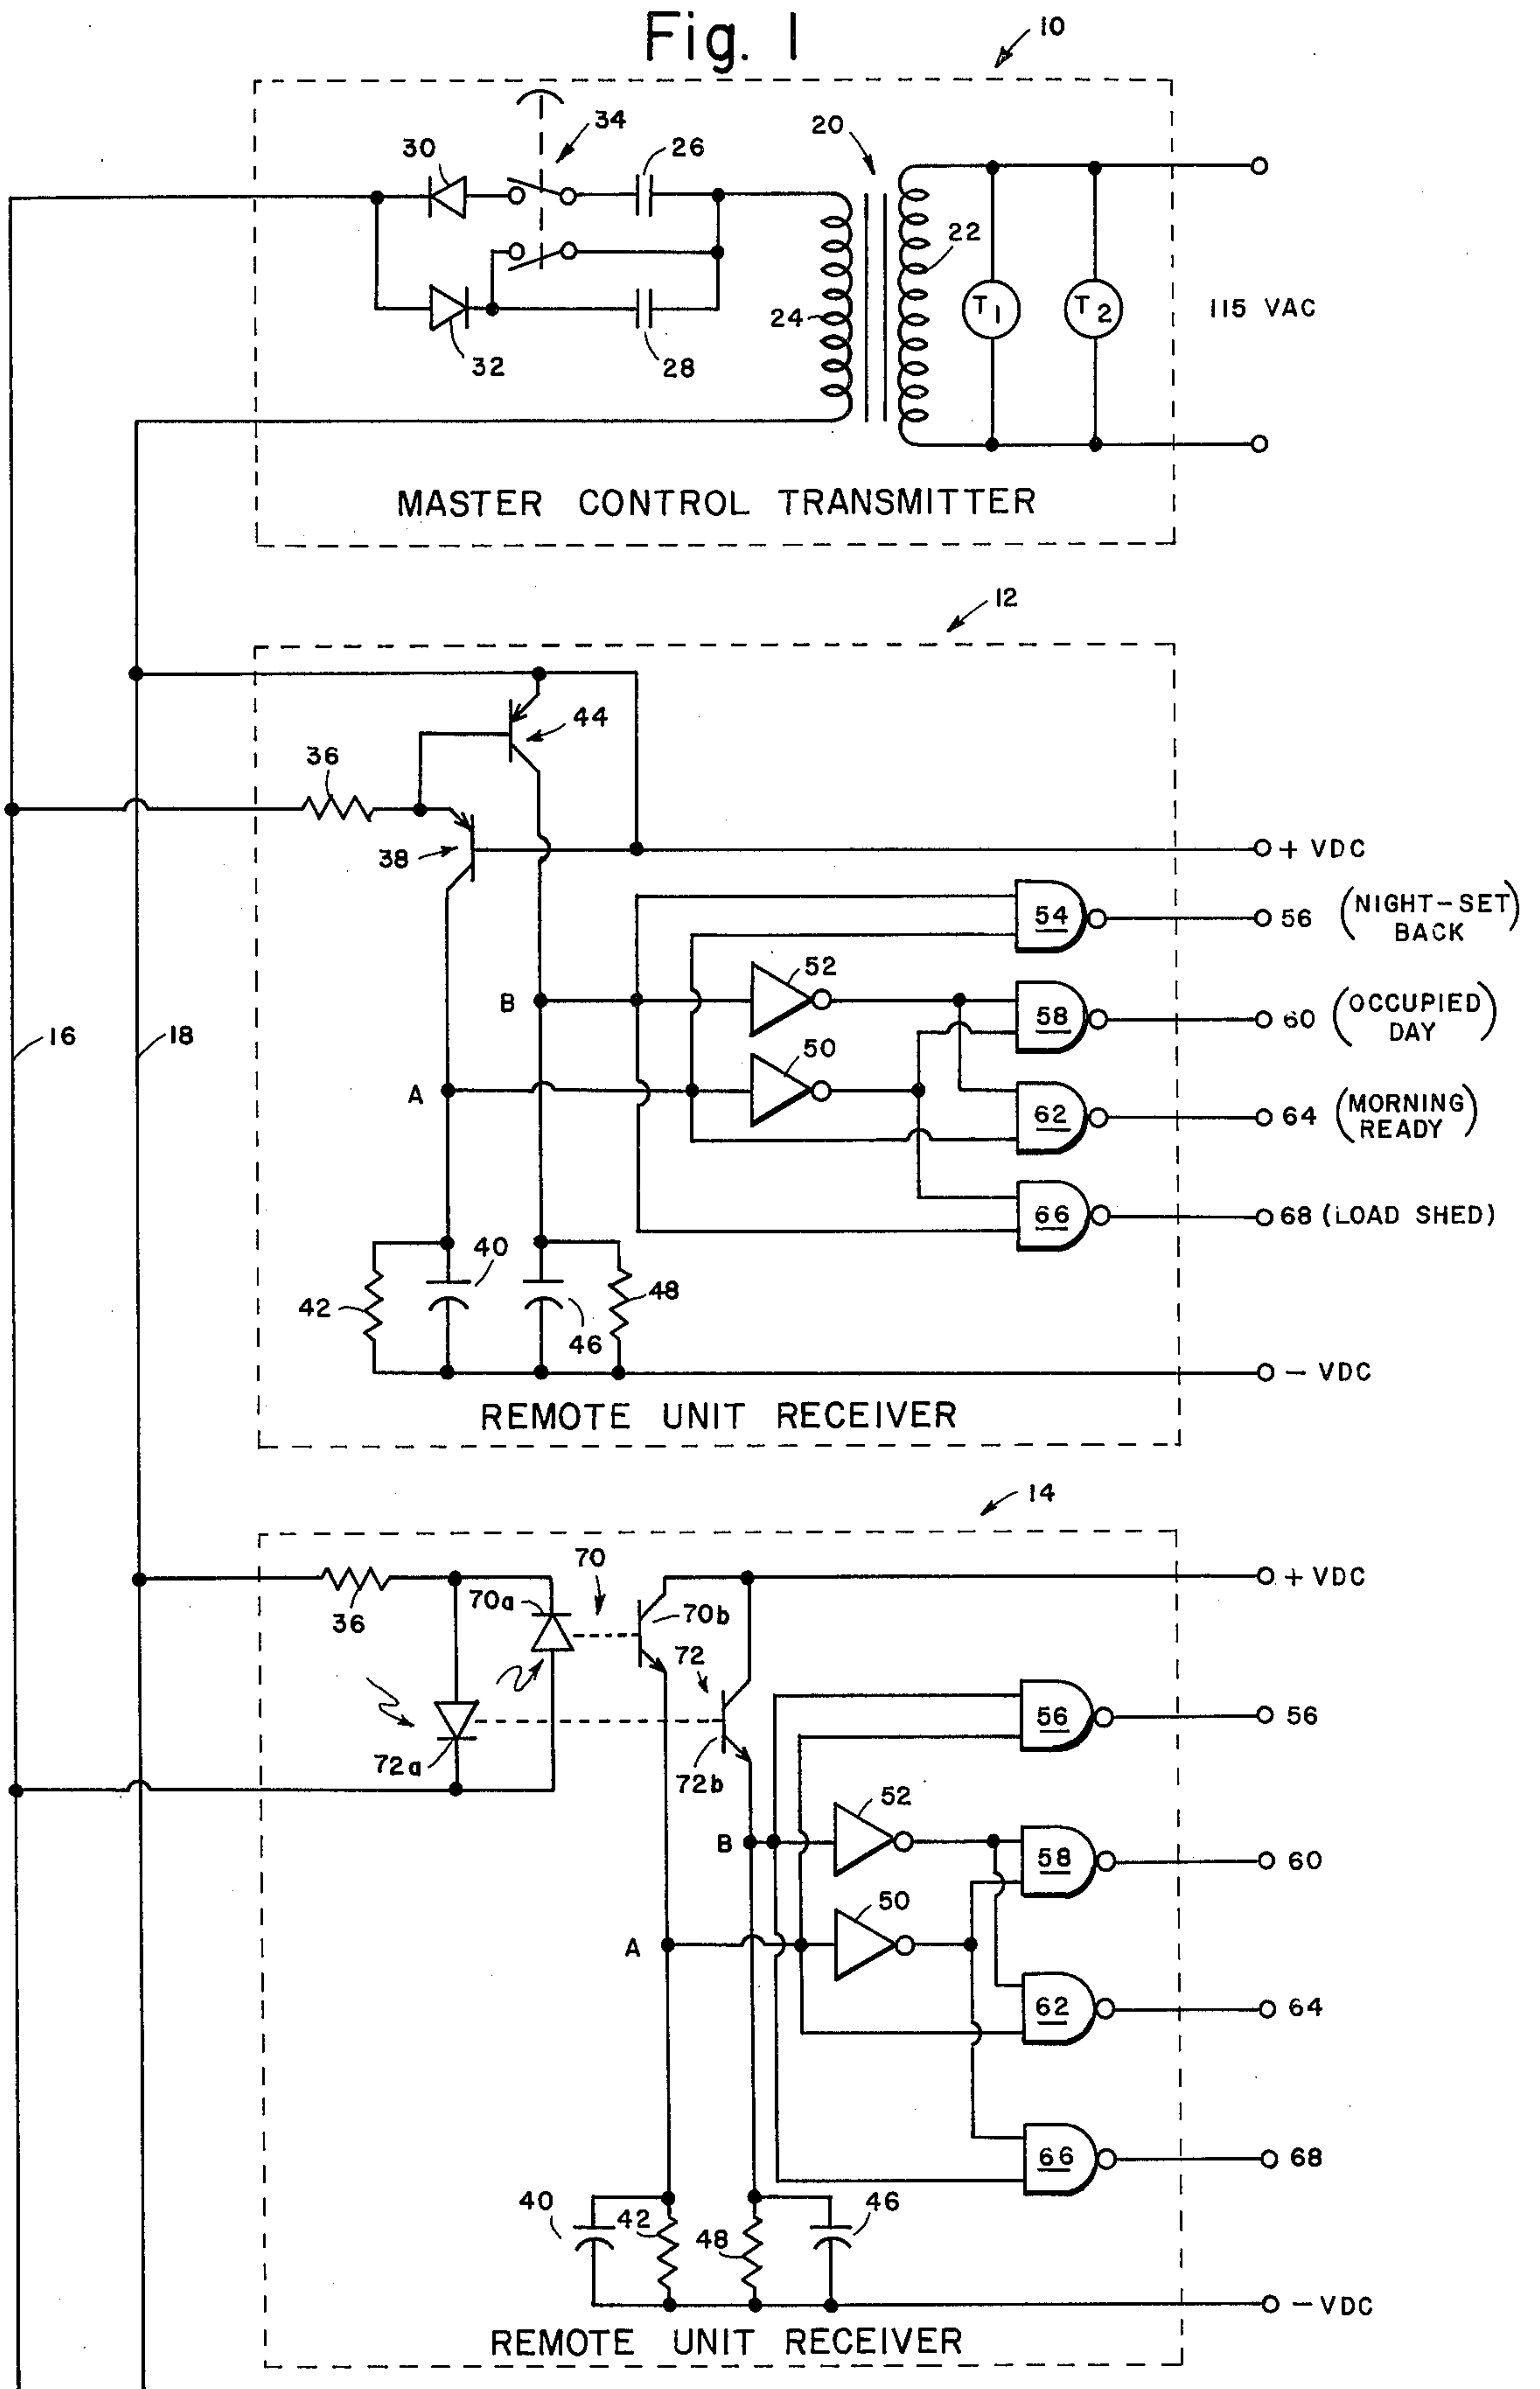 Fig. 1
10
34
20
30
26
22
T1
T2
115 VAC
24
32
28
MASTER CONTROL TRANSMITTER
12
44
36
38
+ VDC
54
56 (NIGHT-SET BACK)
52
B
58
60 (OCCUPIED DAY)
16
18
50
A
62
64 (MORNING READY)
66
68 (LOAD SHED)
40
42
48
46
- VDC
REMOTE UNIT RECEIVER
14
70
+ VDC
70a
70b
36
72
56
56
72a
72b
52
B
58
60
50
A
62
64
66
68
40
42
48
46
- VDC
REMOTE UNIT RECEIVER